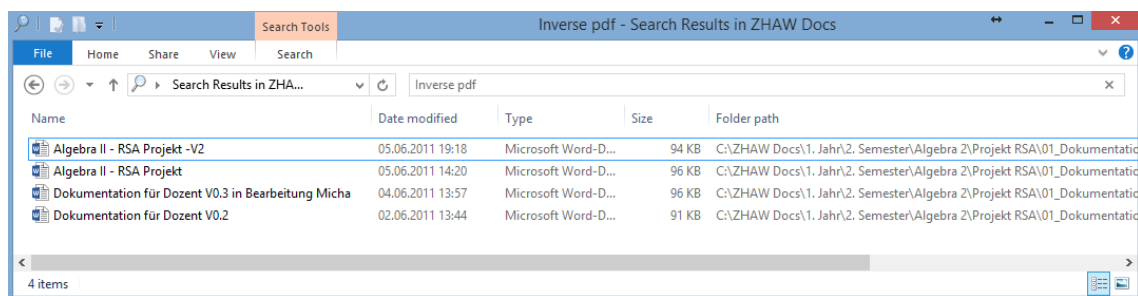 Search Tools Inverse pdf - Search Results in ZHAW Docs
File Home Share View Search
Search Results in ZHA... Inverse pdf
Name Date modified Type Size Folder path
Algebra II - RSA Projekt -V2 05.06.2011 19:18 Microsoft Word-D... 94 KB C:\ZHAW Docs\1. Jahr\2. Semester\Algebra 2\Projekt RSA\01_Dokumentatio
Algebra II - RSA Projekt 05.06.2011 14:20 Microsoft Word-D... 96 KB C:\ZHAW Docs\1. Jahr\2. Semester\Algebra 2\Projekt RSA\01_Dokumentatio
Dokumentation für Dozent V0.3 in Bearbeitung Micha 04.06.2011 13:57 Microsoft Word-D... 96 KB C:\ZHAW Docs\1. Jahr\2. Semester\Algebra 2\Projekt RSA\01_Dokumentatio
Dokumentation für Dozent V0.2 02.06.2011 13:44 Microsoft Word-D... 91 KB C:\ZHAW Docs\1. Jahr\2. Semester\Algebra 2\Projekt RSA\01_Dokumentatio
4 items